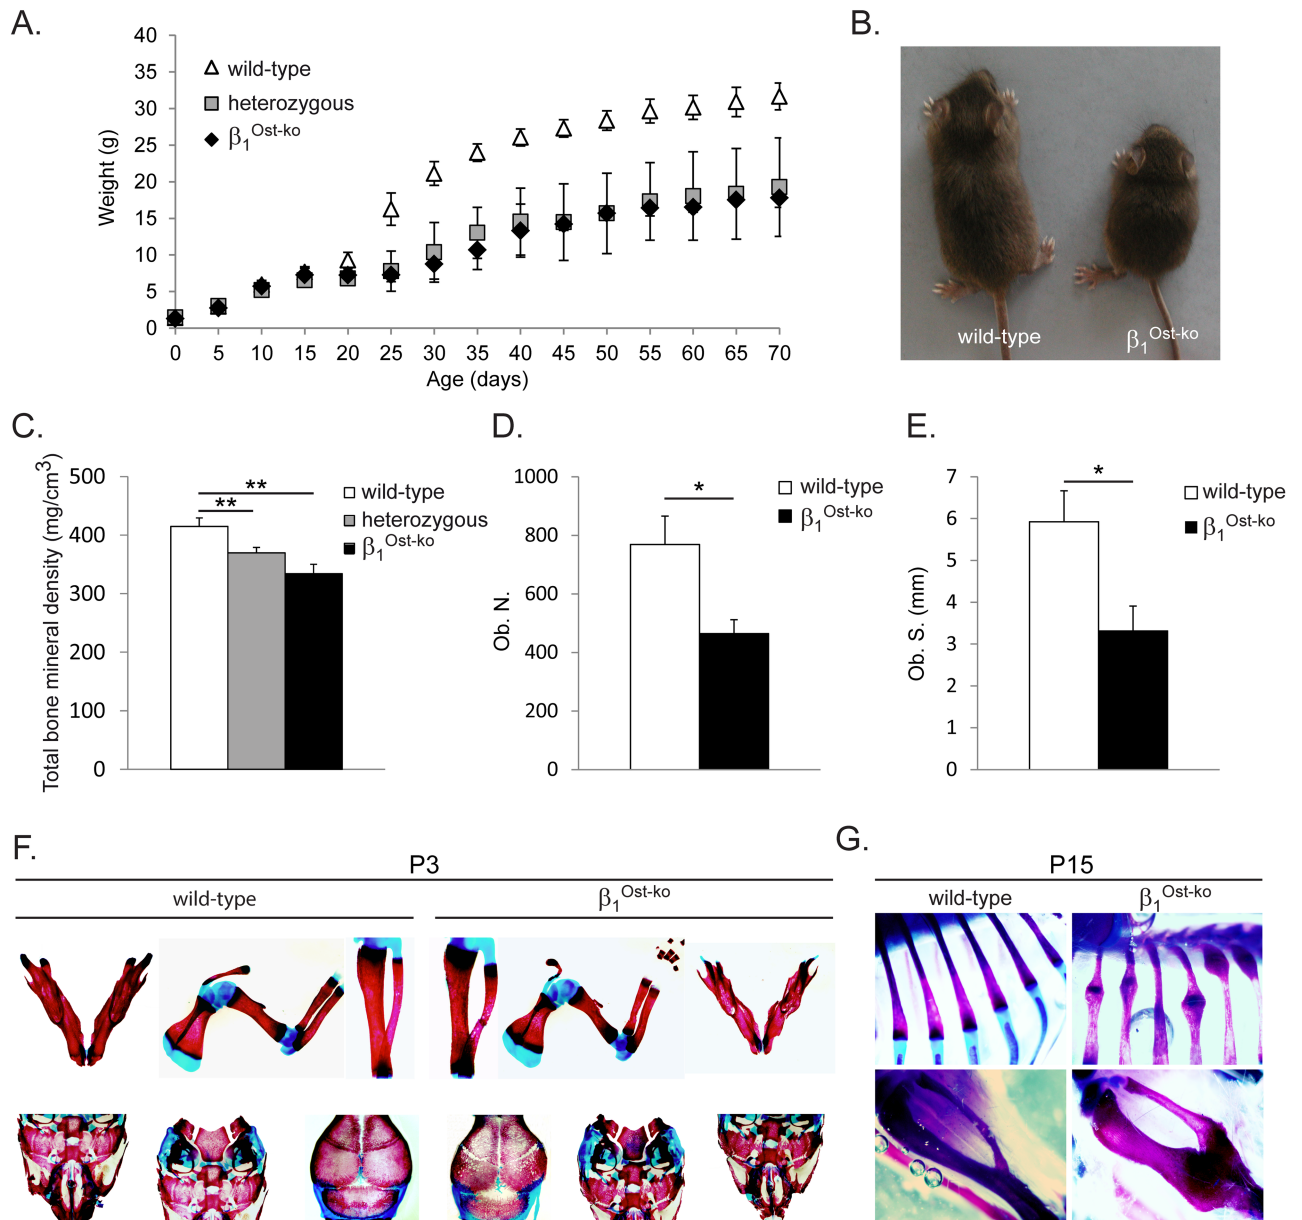 A.
40
35
30
25
20
15
10
5
0
Weight (g)
wild-type
heterozygous
β1Ost-ko
0 5 10 15 20 25 30 35 40 45 50 55 60 65 70
Age (days)
B.
wild-type
β1Ost-ko
C.
500
400
300
200
100
0
Total bone mineral density (mg/cm3)
**
**
wild-type
heterozygous
β1Ost-ko
D.
1000
800
600
400
200
0
Ob. N.
*
wild-type
β1Ost-ko
E.
7
6
5
4
3
2
1
0
Ob. S. (mm)
*
wild-type
β1Ost-ko
F.
P3
wild-type β1Ost-ko
G.
P15
wild-type β1Ost-ko